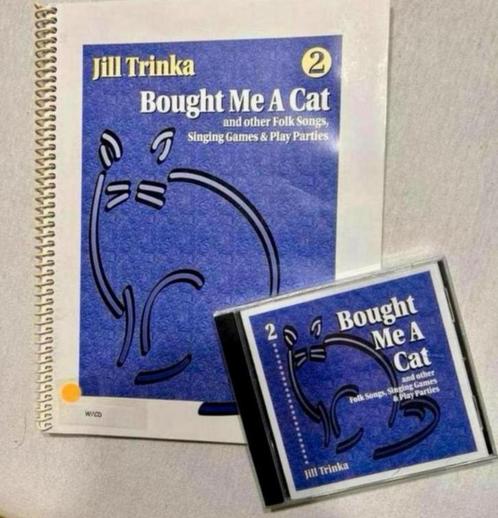 Jill Trinka
2
Bought Me A Cat
and other Folk Songs,
Singing Games & Play Parties
W/CD
2
Bought
Me A
Cat
and other
Folk Songs, Singing Games
& Play Parties
Jill Trinka